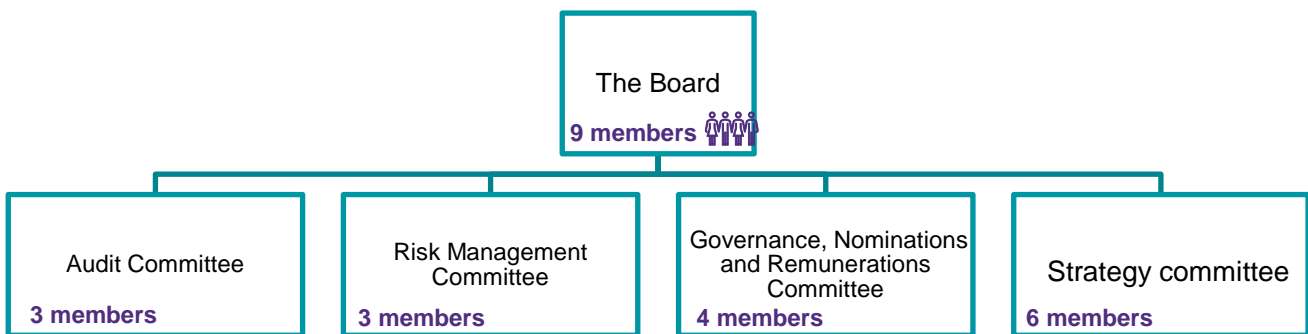 The Board
9 members
Audit Committee
3 members
Risk Management
Committee
3 members
Governance, Nominations
and Remunerations
Committee
4 members
Strategy committee
6 members